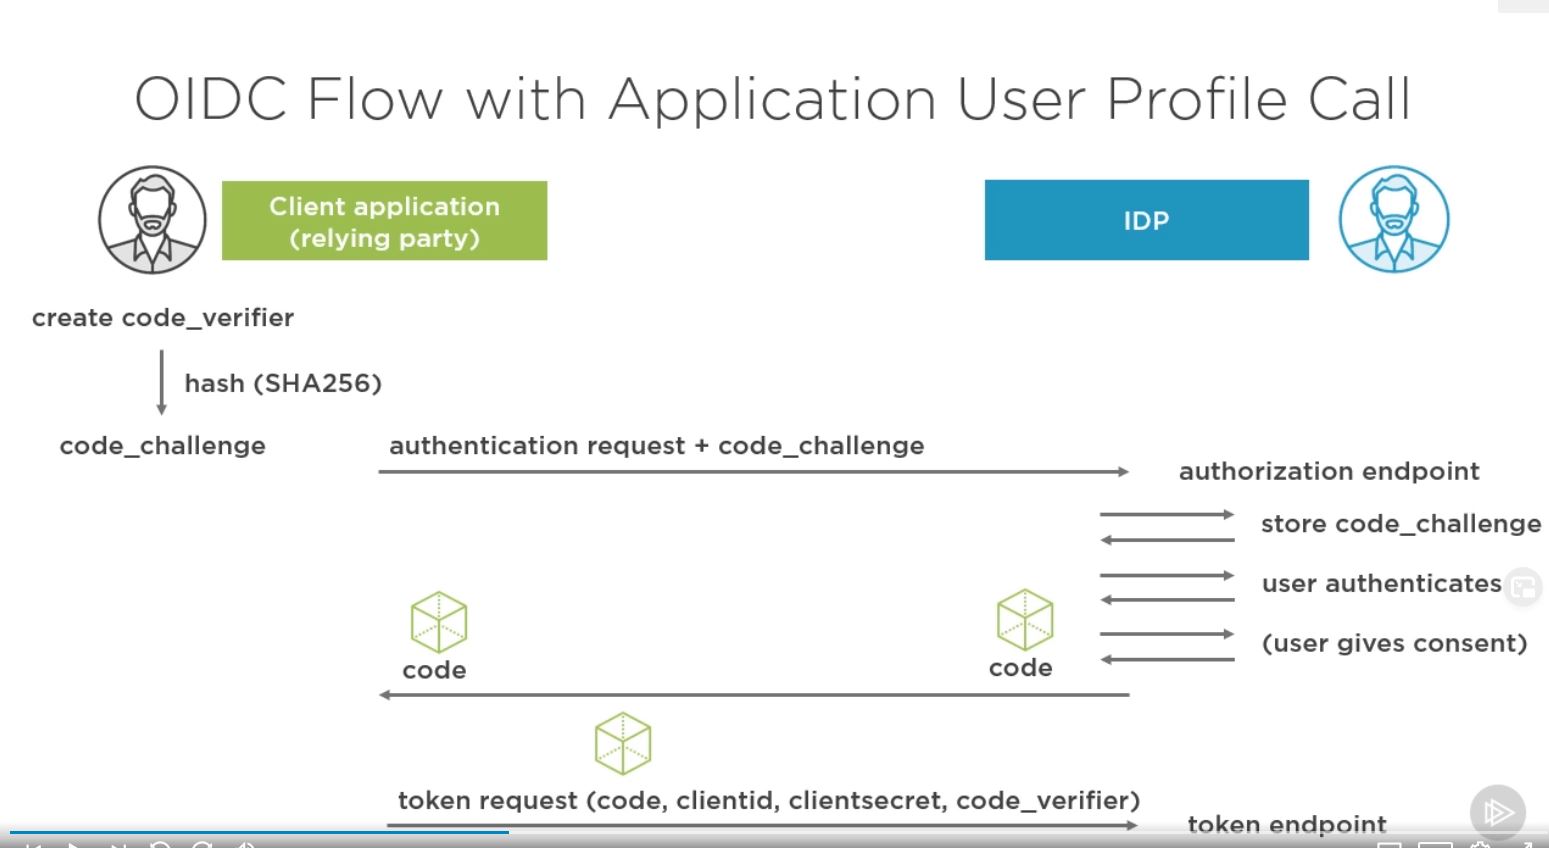 OIDC Flow with Application User Profile Call
Client application
(relying party)
IDP
create code_verifier
hash (SHA256)
code_challenge
authentication request + code_challenge
authorization endpoint
store code_challenge
user authenticates
(user gives consent)
code
code
token request (code, clientid, clientsecret, code_verifier)
token endpoint